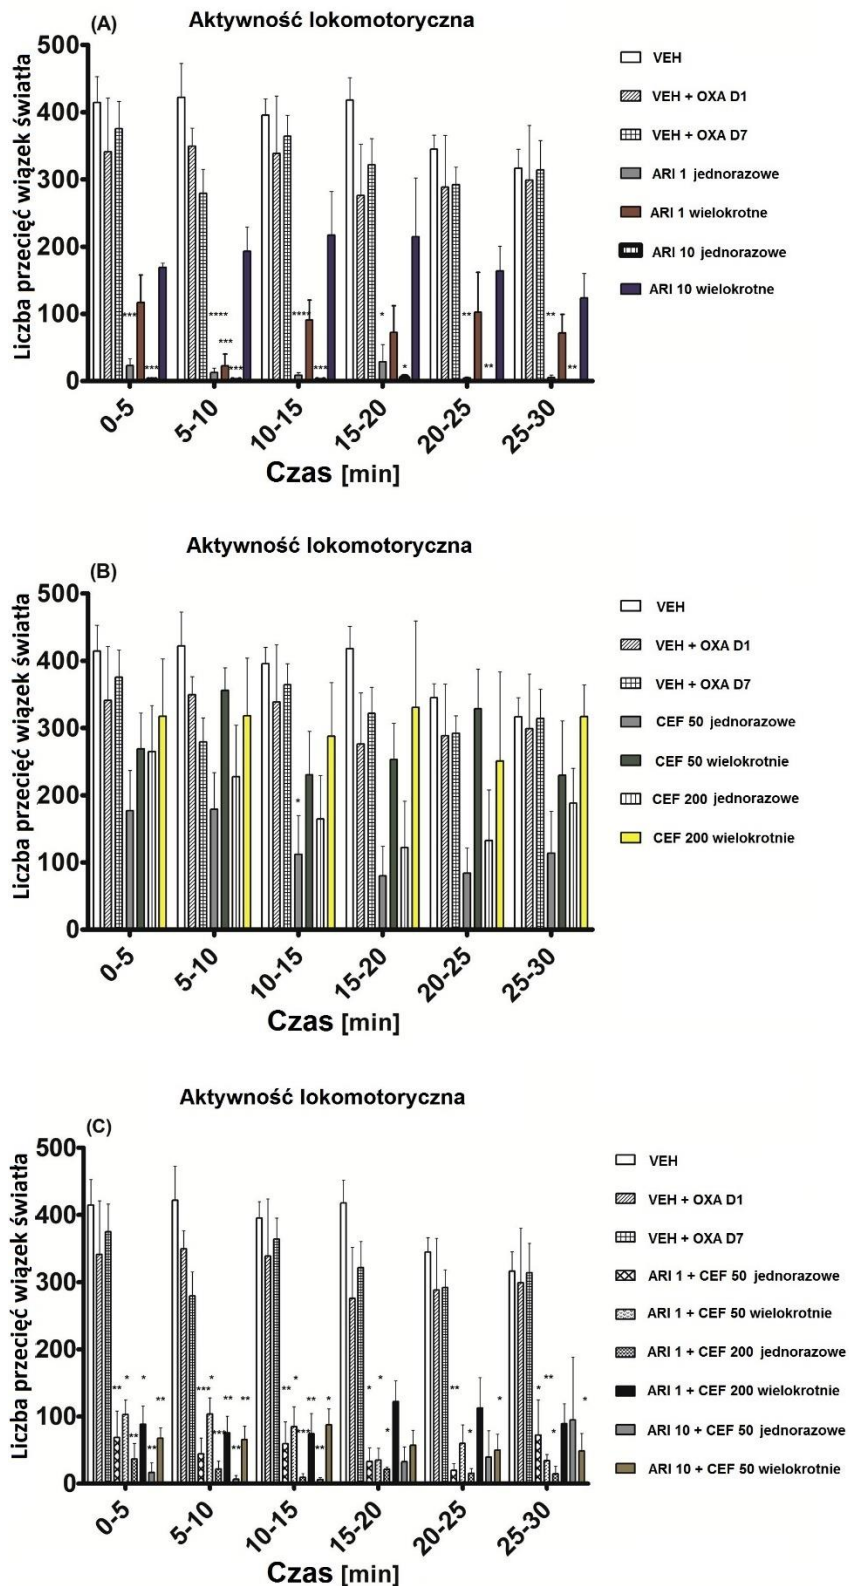 (A)
Aktywność lokomotoryczna
Liczba przecięć wiązek światła
500
400
300
200
100
0
***
***
****
***
***
****
***
*
*
**
**
**
**
0-5
5-10
10-15
15-20
20-25
25-30
Czas [min]
VEH
VEH + OXA D1
VEH + OXA D7
ARI 1 jednorazowe
ARI 1 wielokrotne
ARI 10 jednorazowe
ARI 10 wielokrotne
Aktywność lokomotoryczna
(B)
Liczba przecięć wiązek światła
500
400
300
200
100
0
*
0-5
5-10
10-15
15-20
20-25
25-30
Czas [min]
VEH
VEH + OXA D1
VEH + OXA D7
CEF 50 jednorazowe
CEF 50 wielokrotnie
CEF 200 jednorazowe
CEF 200 wielokrotnie
Aktywność lokomotoryczna
(C)
Liczba przecięć wiązek światła
500
400
300
200
100
0
** * * ** **
*** * *** ** ** **
** * *** ** ** *
* * *
** * *
* ** * *
0-5
5-10
10-15
15-20
20-25
25-30
Czas [min]
VEH
VEH + OXA D1
VEH + OXA D7
ARI 1 + CEF 50 jednorazowe
ARI 1 + CEF 50 wielokrotnie
ARI 1 + CEF 200 jednorazowe
ARI 1 + CEF 200 wielokrotnie
ARI 10 + CEF 50 jednorazowe
ARI 10 + CEF 50 wielokrotnie